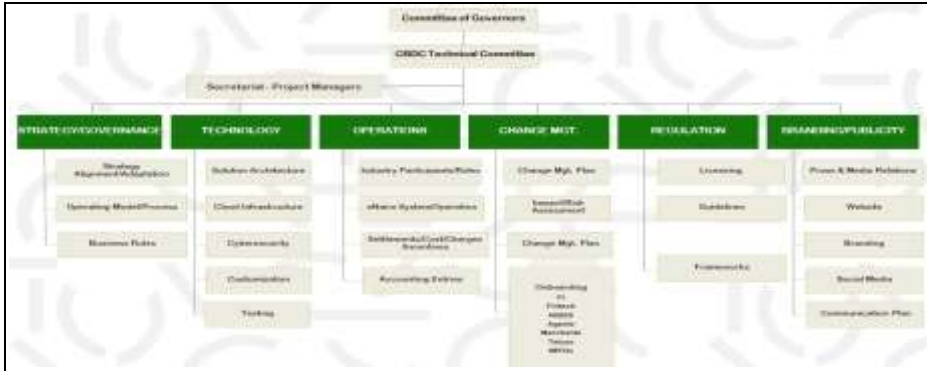 Committee of Governors
CBDC Technical Committee
Secretariat - Project Managers
STRATEGY/GOVERNANCE
TECHNOLOGY
OPERATIONS
CHANGE MGT.
REGULATION
BRANDING/PUBLICITY
Strategy
Alignment/Adaptation
Operating Model/Process
Business Rules
Solution Architecture
Cloud Infrastructure
Cybersecurity
Customization
Testing
Industry Participants/Roles
eNaira System/Operation
Settlements/Cost/Charges
Incentives
Accounting Entries
Change Mgt. Plan
Impact/Risk
Assessment
Change Mgt. Plan
Onboarding
FI
Fintech
Agents
Merchants
Telcos
Licensing
Guidelines
Frameworks
Press & Media Relations
Website
Branding
Social Media
Communication Plan